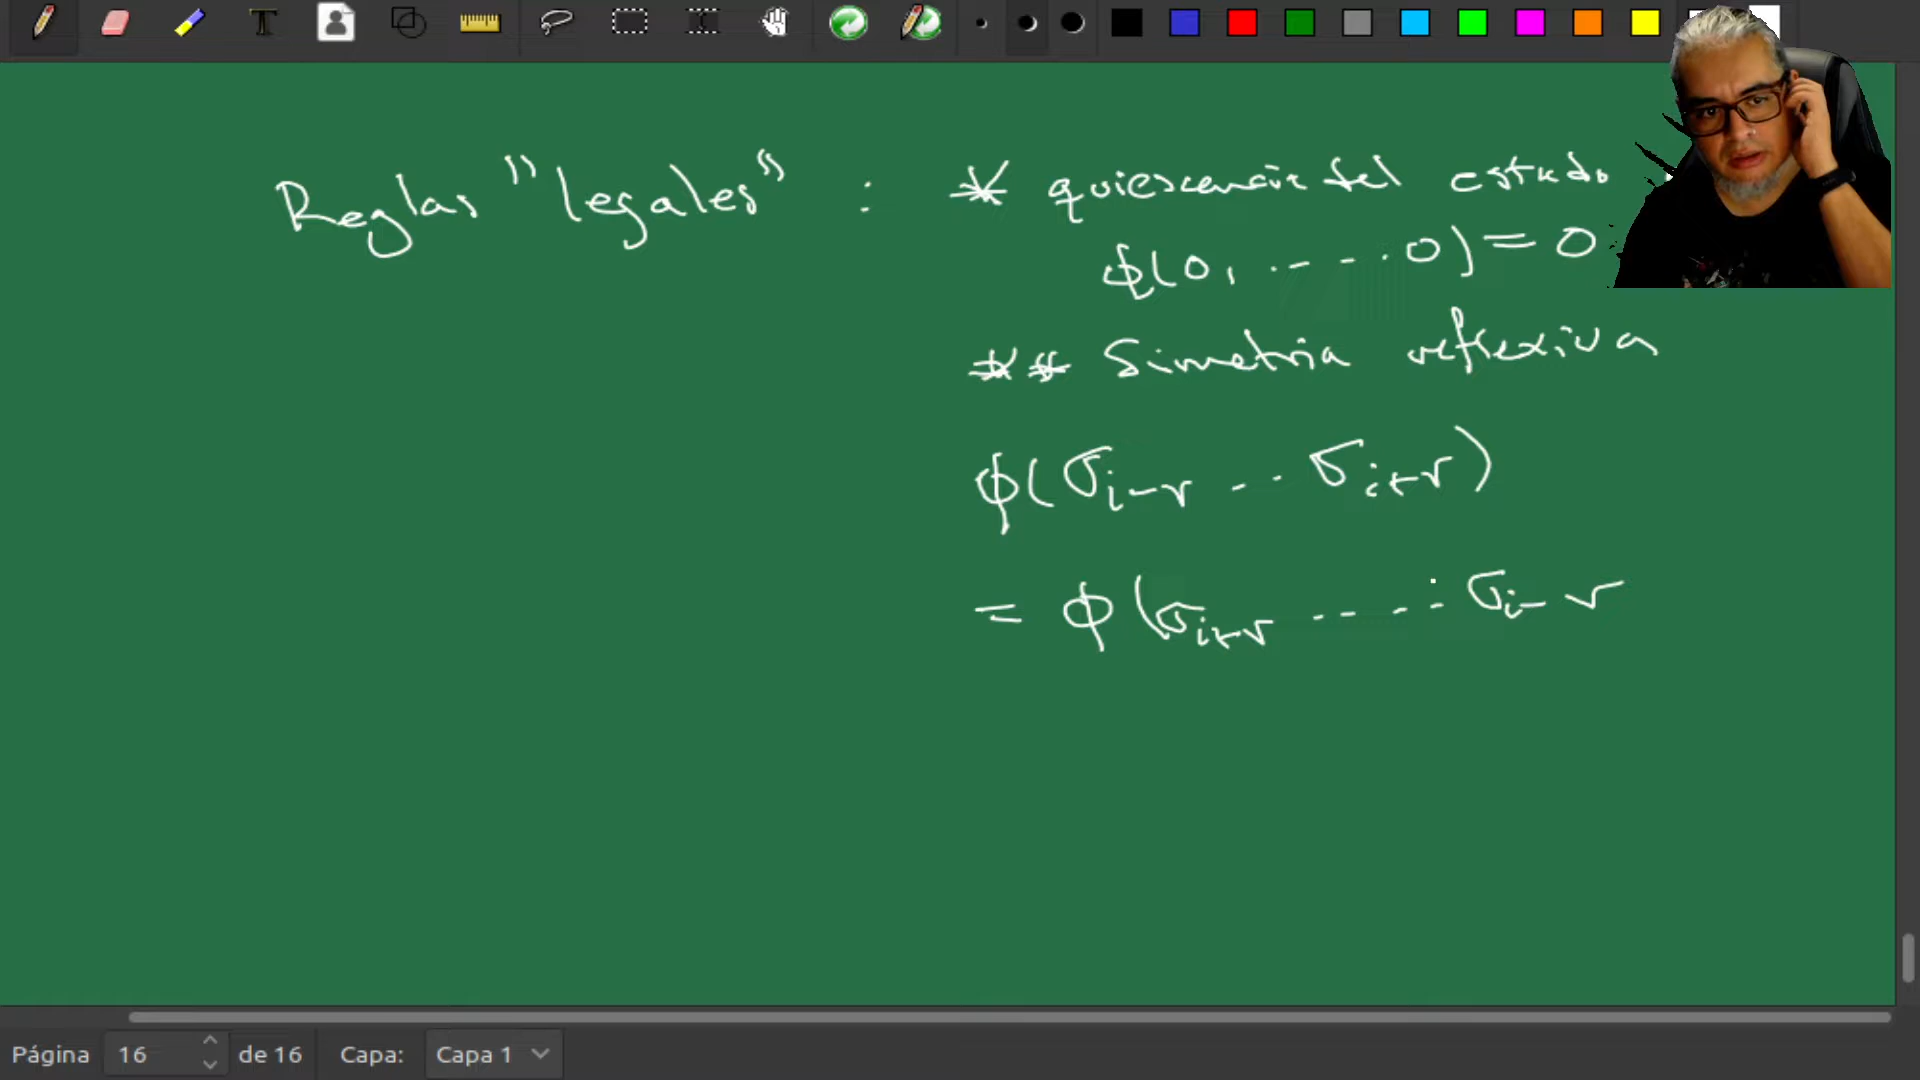 Reglas "legales" : * quiescencia del estado
φ(0, ....0) = 0
** Simetria reflexiva
φ(σi-r ... σi+r)
= φ(σi+r ..... σi-r
Página 16 de 16 Capa: Capa 1